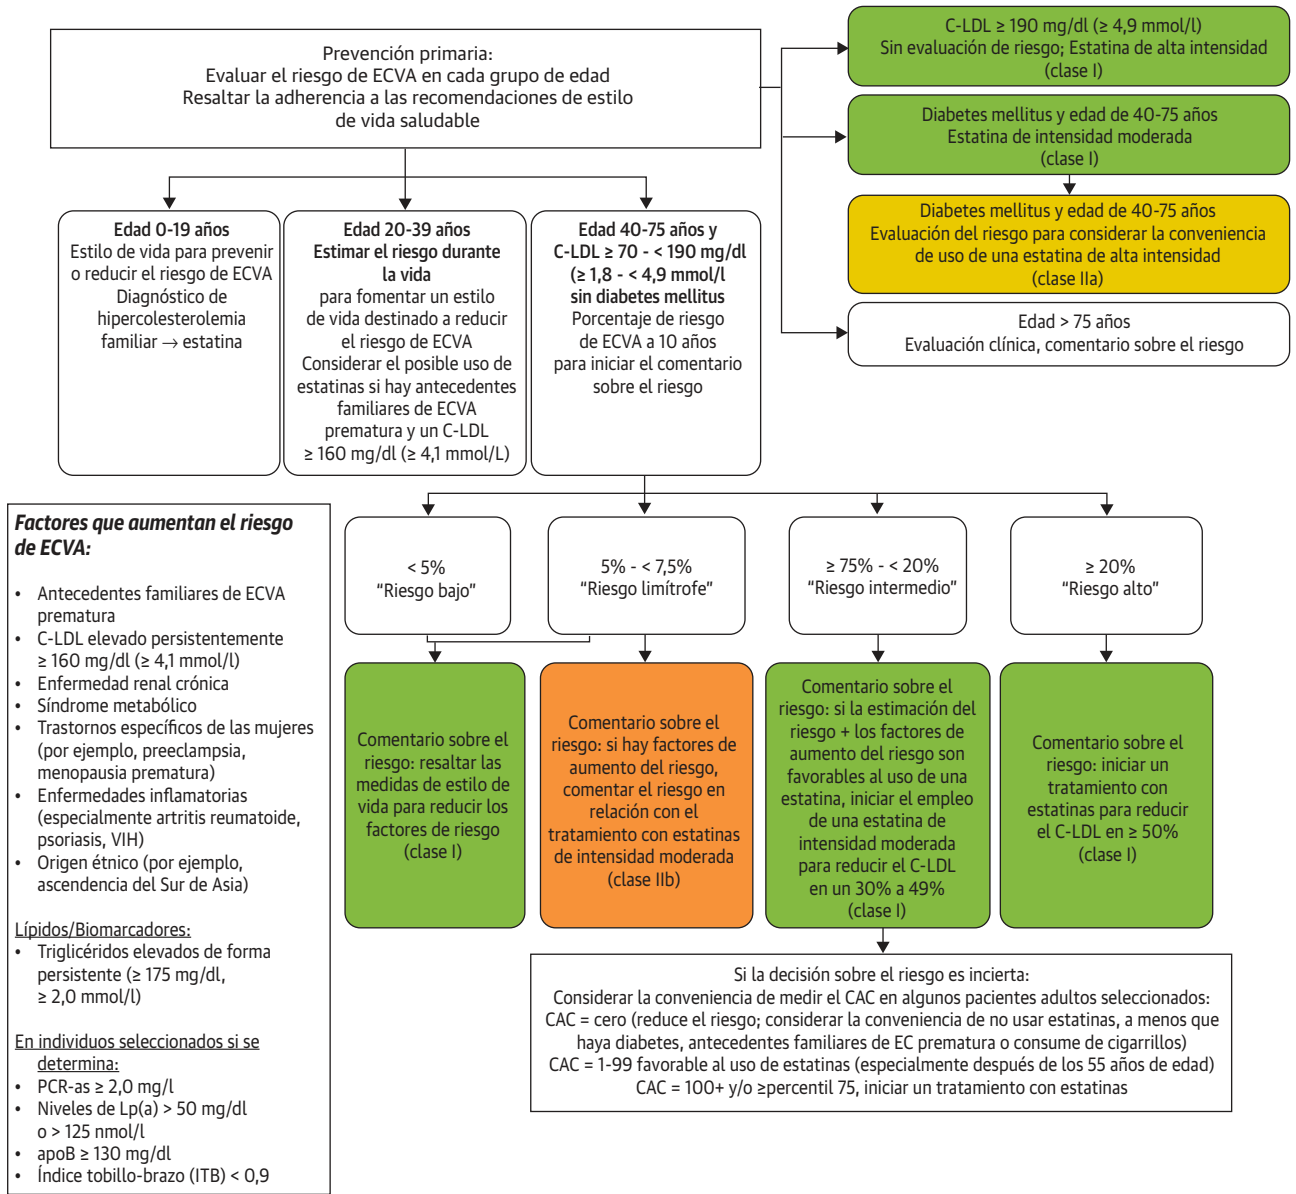 Prevención primaria:
Evaluar el riesgo de ECVA en cada grupo de edad
Resaltar la adherencia a las recomendaciones de estilo
de vida saludable
C-LDL ≥ 190 mg/dl (≥ 4,9 mmol/l)
Sin evaluación de riesgo; Estatina de alta intensidad
(clase I)
Diabetes mellitus y edad de 40-75 años
Estatina de intensidad moderada
(clase I)
Diabetes mellitus y edad de 40-75 años
Evaluación del riesgo para considerar la conveniencia
de uso de una estatina de alta intensidad
(clase IIa)
Edad > 75 años
Evaluación clínica, comentario sobre el riesgo
Edad 0-19 años
Estilo de vida para prevenir
o reducir el riesgo de ECVA
Diagnóstico de
hipercolesterolemia
familiar → estatina
Edad 20-39 años
Estimar el riesgo durante
la vida
para fomentar un estilo
de vida destinado a reducir
el riesgo de ECVA
Considerar el posible uso de
estatinas si hay antecedentes
familiares de ECVA
prematura y un C-LDL
≥ 160 mg/dl (≥ 4,1 mmol/L)
Edad 40-75 años y
C-LDL ≥ 70 - < 190 mg/dl
(≥ 1,8 - < 4,9 mmol/l
sin diabetes mellitus
Porcentaje de riesgo
de ECVA a 10 años
para iniciar el comentario
sobre el riesgo
Factores que aumentan el riesgo
de ECVA:
• Antecedentes familiares de ECVA
prematura
• C-LDL elevado persistentemente
≥ 160 mg/dl (≥ 4,1 mmol/l)
• Enfermedad renal crónica
• Síndrome metabólico
• Trastornos específicos de las mujeres
(por ejemplo, preeclampsia,
menopausia prematura)
• Enfermedades inflamatorias
(especialmente artritis reumatoide,
psoriasis, VIH)
• Origen étnico (por ejemplo,
ascendencia del Sur de Asia)
Lípidos/Biomarcadores:
• Triglicéridos elevados de forma
persistente (≥ 175 mg/dl,
≥ 2,0 mmol/l)
En individuos seleccionados si se
determina:
• PCR-as ≥ 2,0 mg/l
• Niveles de Lp(a) > 50 mg/dl
o > 125 nmol/l
• apoB ≥ 130 mg/dl
• Índice tobillo-brazo (ITB) < 0,9
< 5%
“Riesgo bajo”
5% - < 7,5%
“Riesgo limítrofe”
≥ 75% - < 20%
“Riesgo intermedio”
≥ 20%
“Riesgo alto”
Comentario sobre el
riesgo: resaltar las
medidas de estilo de
vida para reducir los
factores de riesgo
(clase I)
Comentario sobre el
riesgo: si hay factores de
aumento del riesgo,
comentar el riesgo en
relación con el
tratamiento con estatinas
de intensidad moderada
(clase IIb)
Comentario sobre el
riesgo: si la estimación del
riesgo + los factores de
aumento del riesgo son
favorables al uso de una
estatina, iniciar el empleo
de una estatina de
intensidad moderada
para reducir el C-LDL
en un 30% a 49%
(clase I)
Comentario sobre el
riesgo: iniciar un
tratamiento con
estatinas para reducir
el C-LDL en ≥ 50%
(clase I)
Si la decisión sobre el riesgo es incierta:
Considerar la conveniencia de medir el CAC en algunos pacientes adultos seleccionados:
CAC = cero (reduce el riesgo; considerar la conveniencia de no usar estatinas, a menos que
haya diabetes, antecedentes familiares de EC prematura o consume de cigarrillos)
CAC = 1-99 favorable al uso de estatinas (especialmente después de los 55 años de edad)
CAC = 100+ y/o ≥percentil 75, iniciar un tratamiento con estatinas